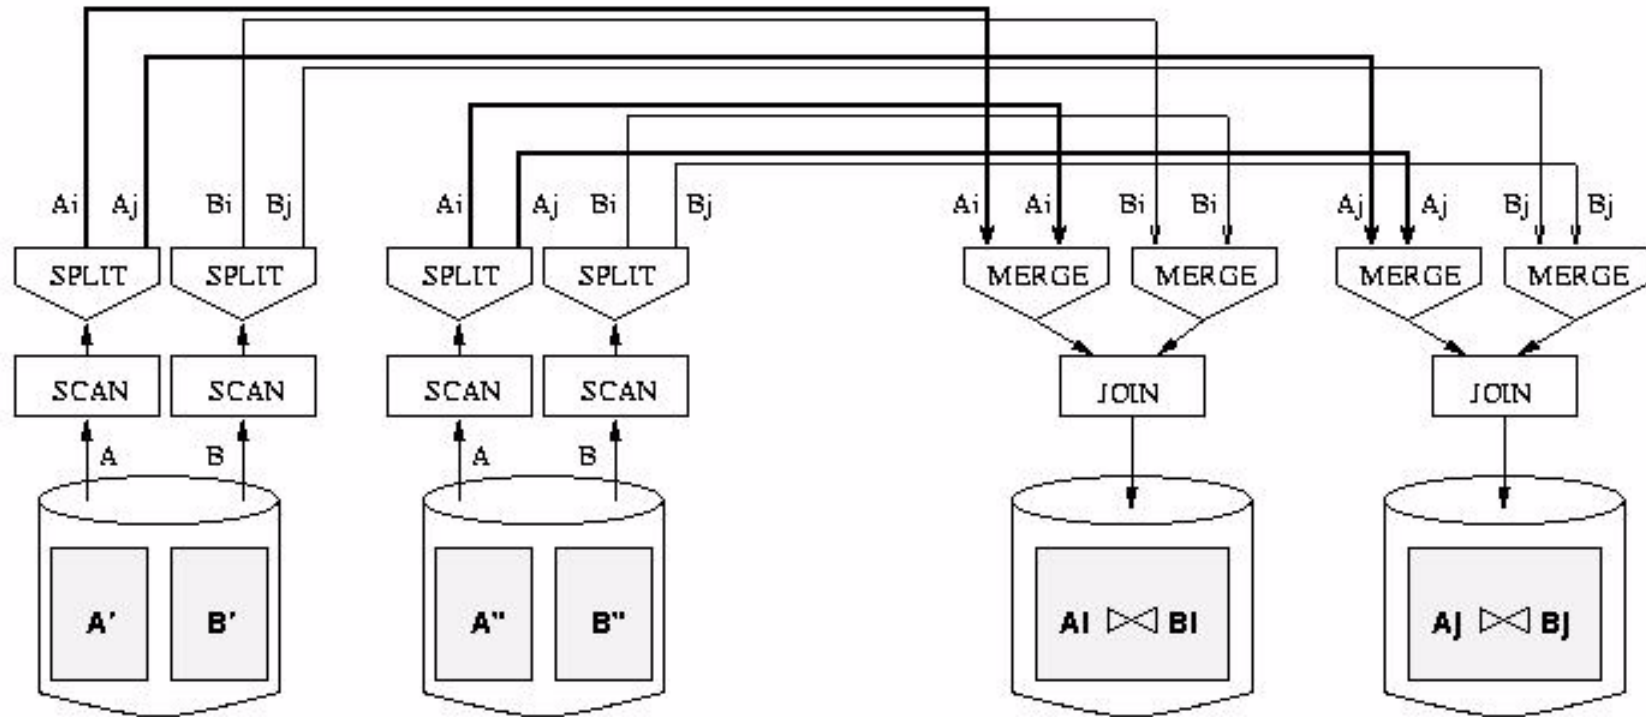 Ai Aj Bi Bj Ai Aj Bi Bj Ai Ai Bi Bi Aj Aj Bj Bj
SPLIT SPLIT SPLIT SPLIT MERGE MERGE MERGE MERGE
SCAN SCAN SCAN SCAN JOIN JOIN
A B A B
A' B' A" B" Ai ⋈ Bi Aj ⋈ Bj